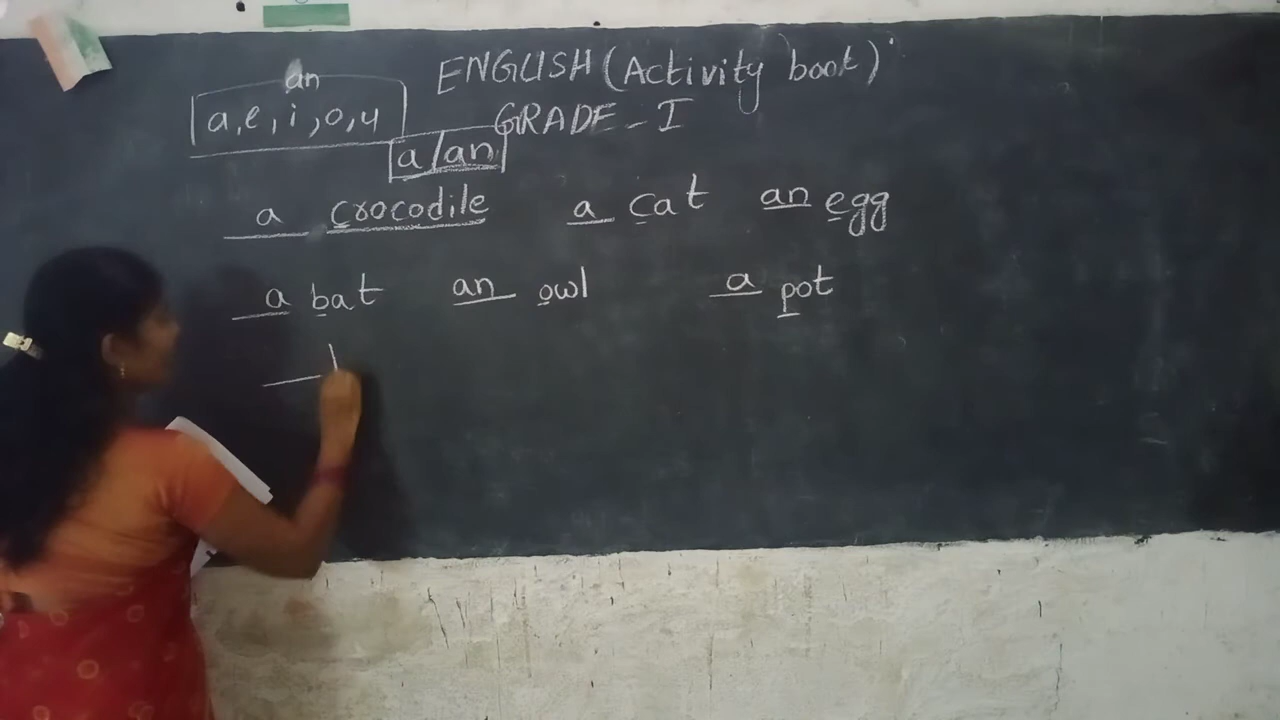 an
ENGLISH (Activity book)
a, e, i, o, u
GRADE - I
a/an
a crocodile a cat an egg
a bat an owl a pot